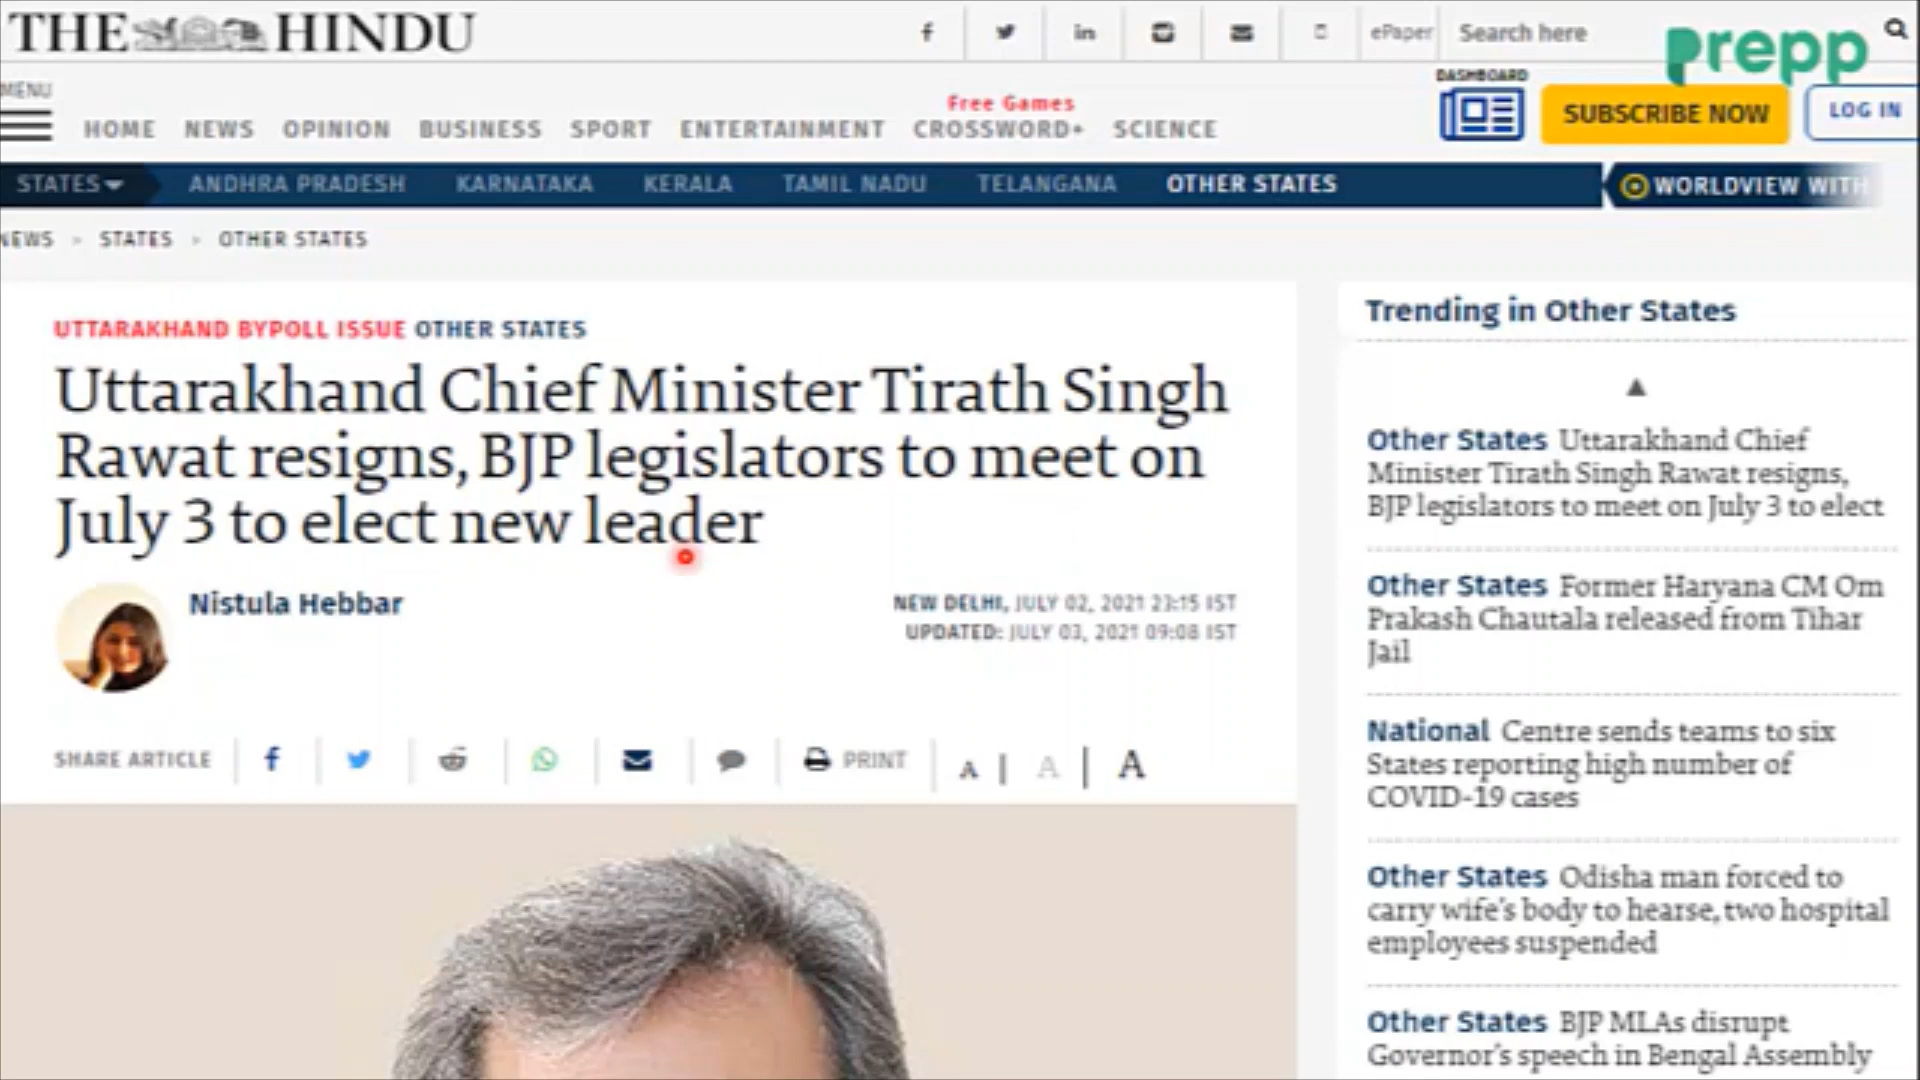 THE HINDU
ePaper
Search here
prepp
MENU
DASHBOARD
SUBSCRIBE NOW
LOG IN
Free Games
HOME NEWS OPINION BUSINESS SPORT ENTERTAINMENT CROSSWORD+ SCIENCE
STATES ANDHRA PRADESH KARNATAKA KERALA TAMIL NADU TELANGANA OTHER STATES
WORLDVIEW WITH
NEWS > STATES > OTHER STATES
UTTARAKHAND BYPOLL ISSUE OTHER STATES
Uttarakhand Chief Minister Tirath Singh
Rawat resigns, BJP legislators to meet on
July 3 to elect new leader
Nistula Hebbar
NEW DELHI, JULY 02, 2021 23:15 IST
UPDATED: JULY 03, 2021 09:08 IST
SHARE ARTICLE
PRINT
A | A | A
Trending in Other States
Other States Uttarakhand Chief
Minister Tirath Singh Rawat resigns,
BJP legislators to meet on July 3 to elect
Other States Former Haryana CM Om
Prakash Chautala released from Tihar
Jail
National Centre sends teams to six
States reporting high number of
COVID-19 cases
Other States Odisha man forced to
carry wife's body to hearse, two hospital
employees suspended
Other States BJP MLAs disrupt
Governor's speech in Bengal Assembly